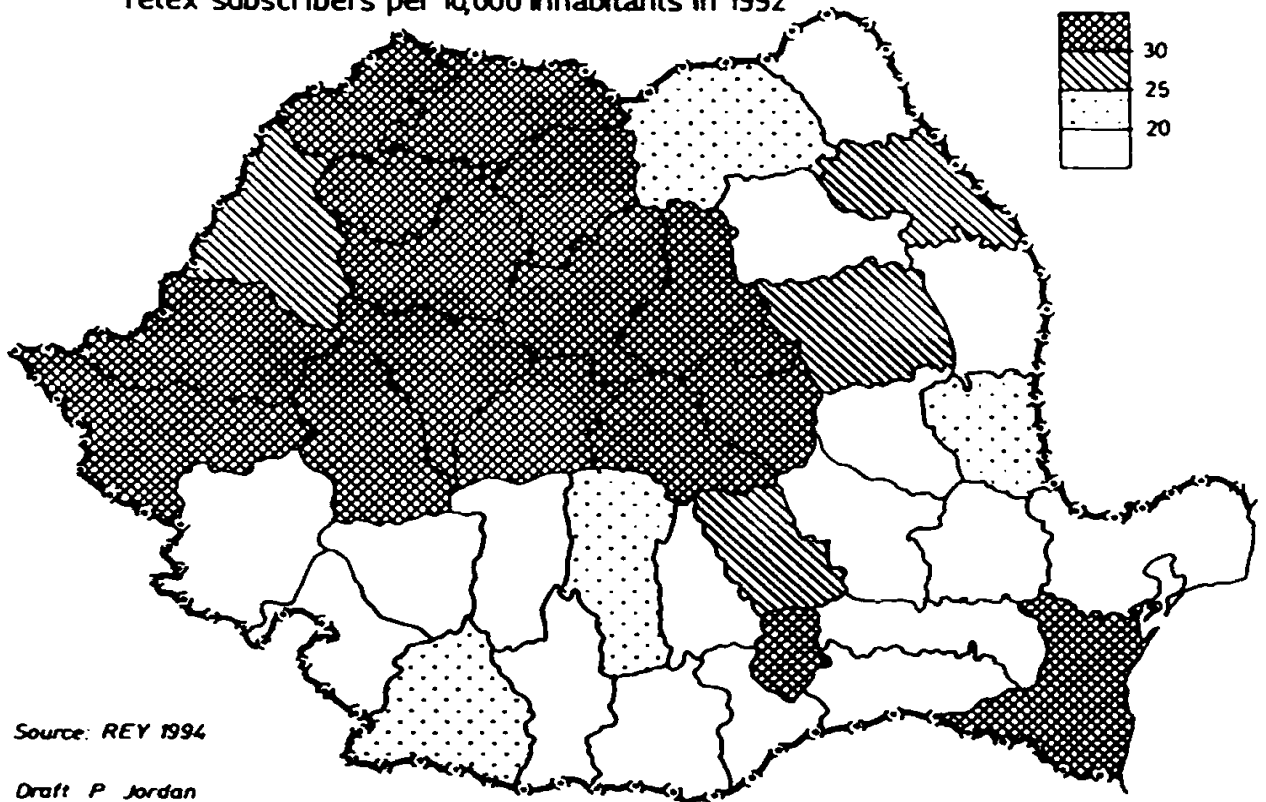 Telex subscribers per 10,000 inhabitants in 1992
30
25
20
Source: REY 1994
Draft P Jordan